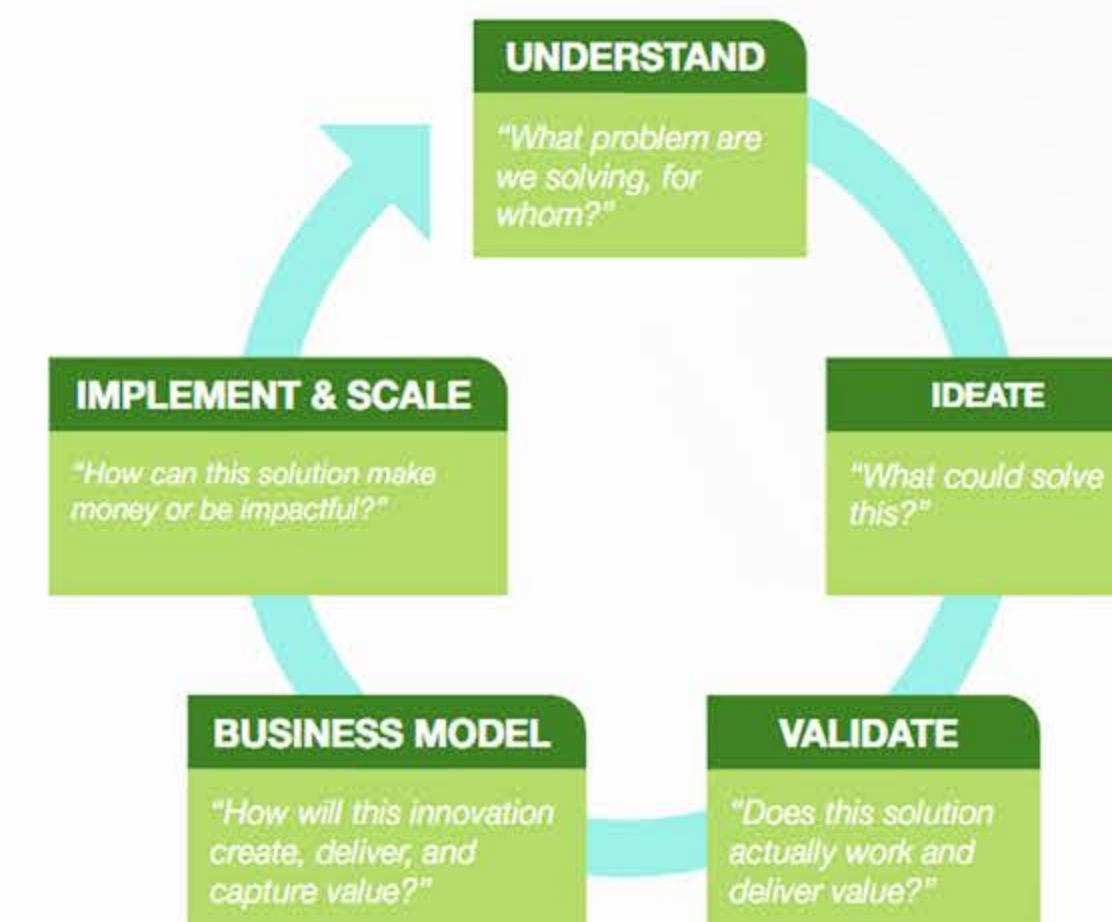 UNDERSTAND
"What problem are
we solving, for
whom?"
IDEATE
"What could solve
this?"
VALIDATE
"Does this solution
actually work and
deliver value?"
BUSINESS MODEL
"How will this innovation
create, deliver, and
capture value?"
IMPLEMENT & SCALE
"How can this solution make
money or be impactful?"